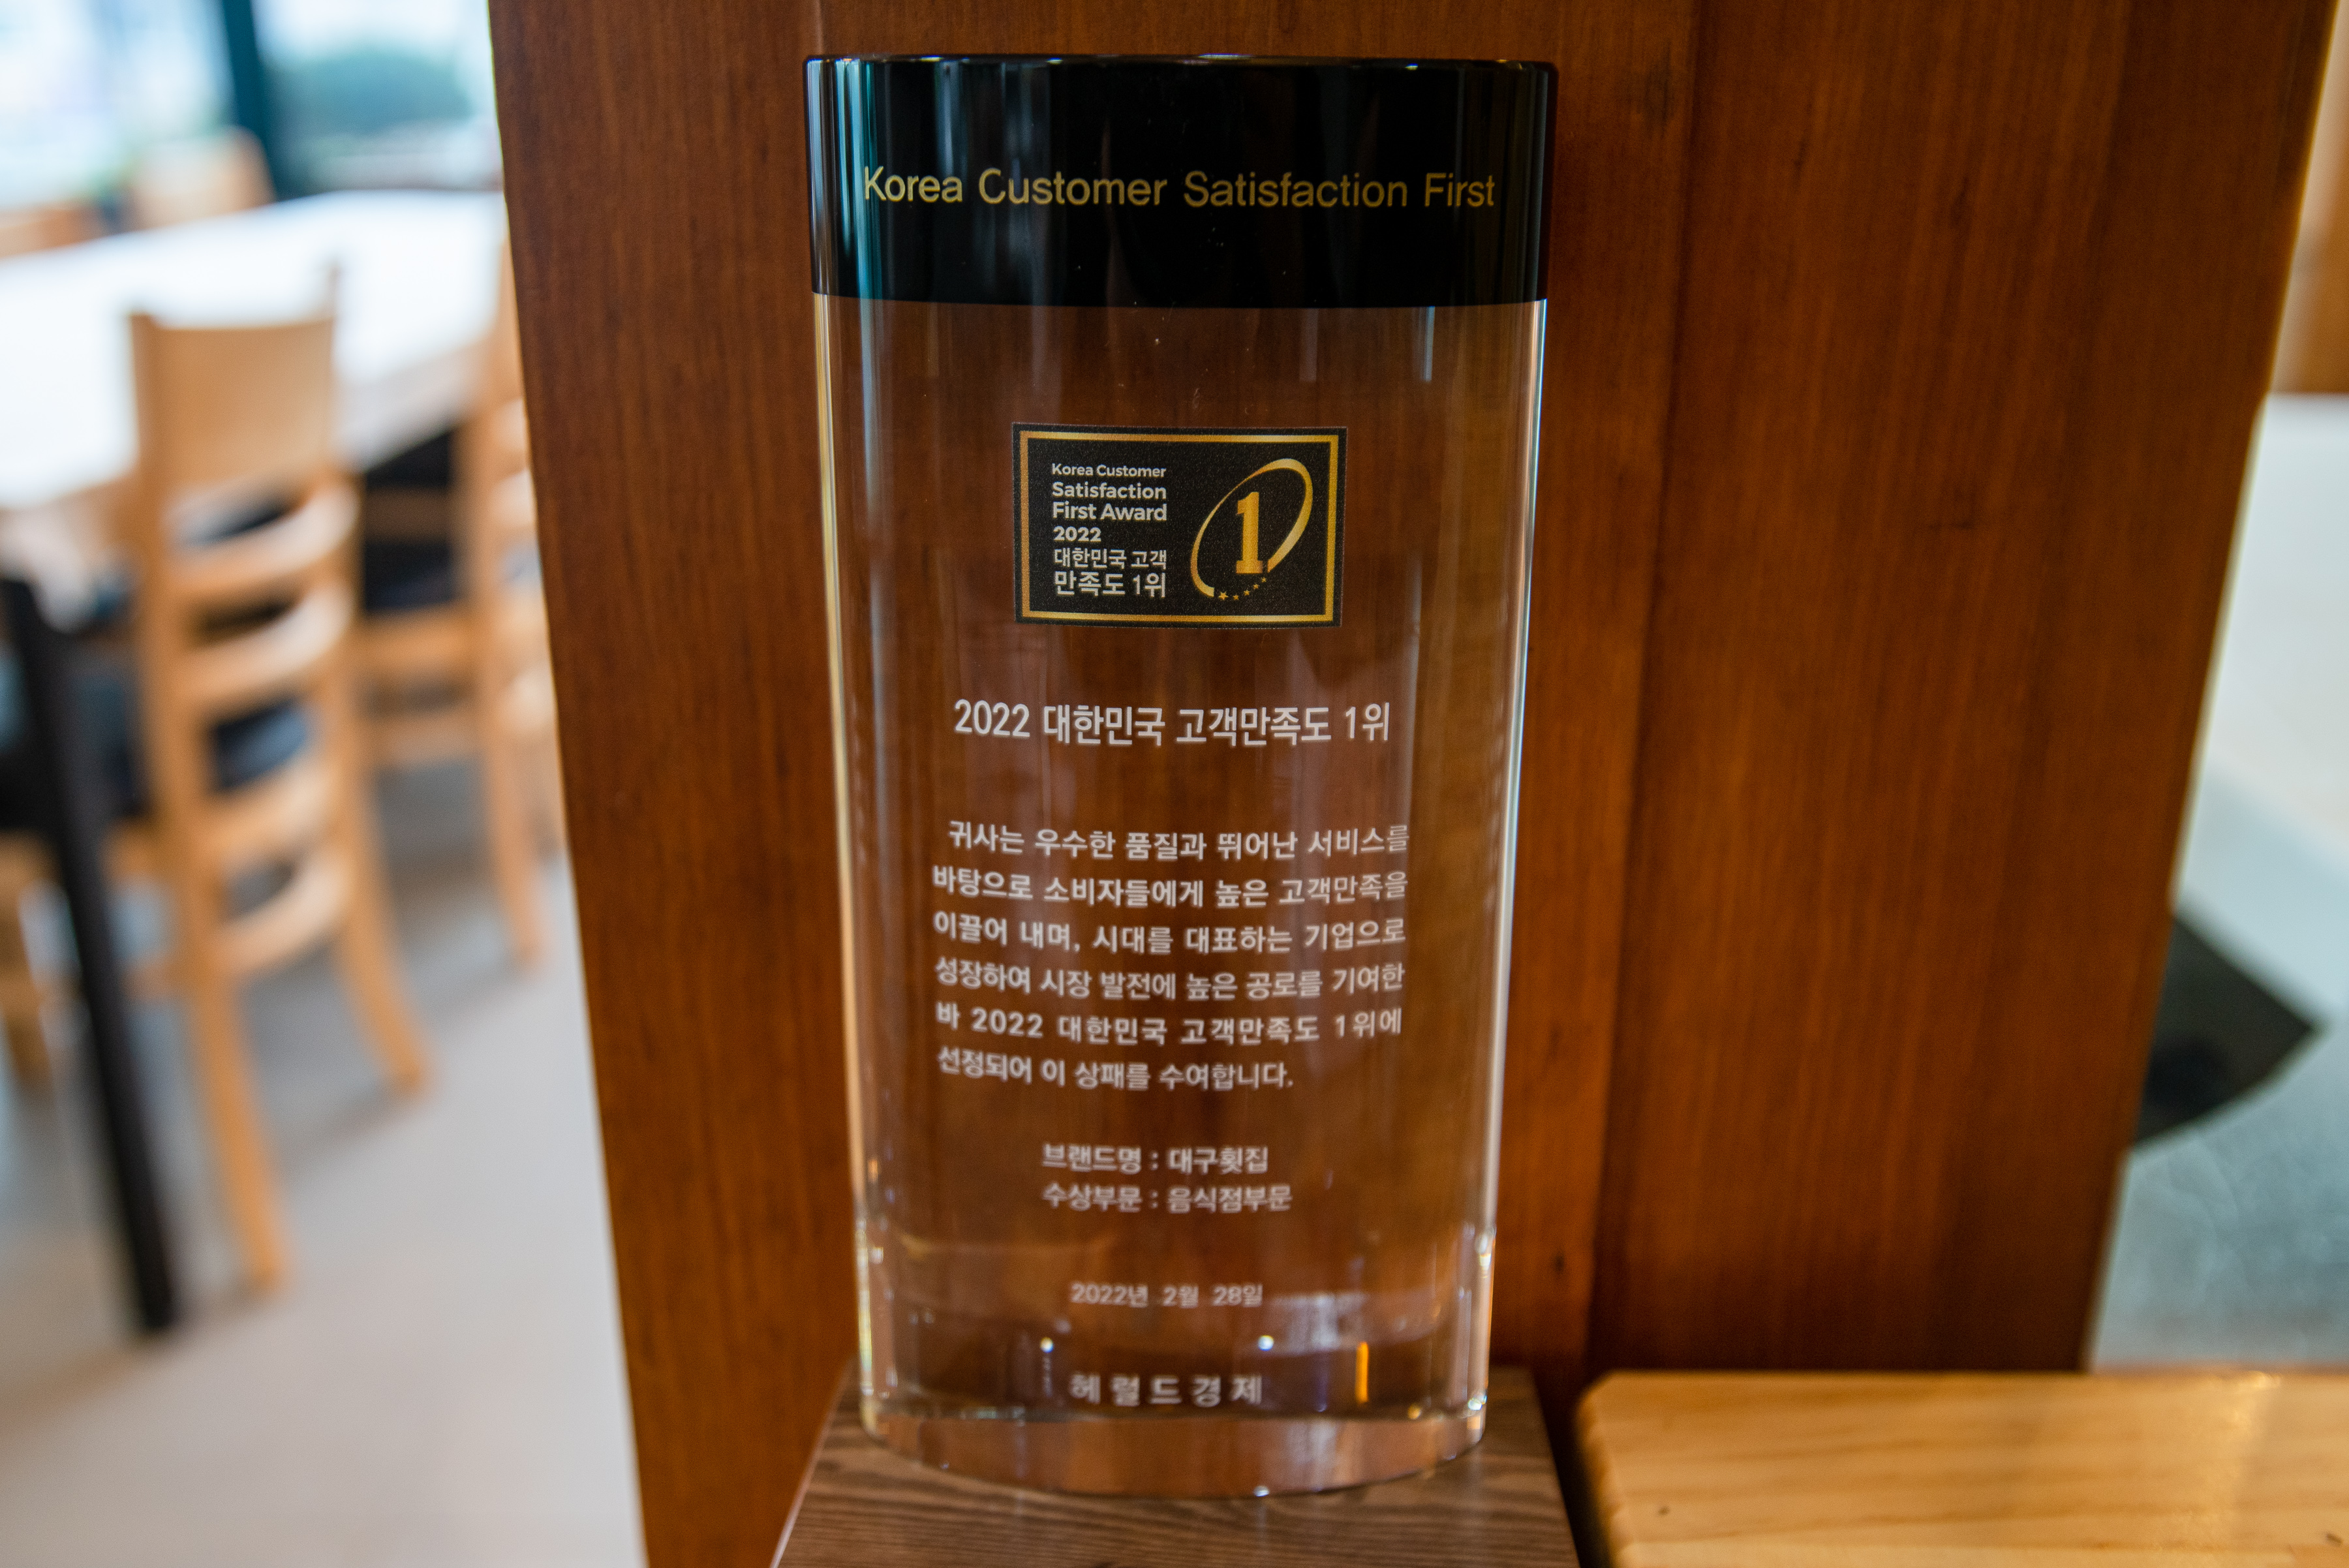 Korea Customer Satisfaction First
Korea Customer
Satisfaction
First Award
2022
대한민국 고객
만족도 1위
1
2022 대한민국 고객만족도 1위
귀사는 우수한 품질과 뛰어난 서비스를
바탕으로 소비자들에게 높은 고객만족을
이끌어 내며, 시대를 대표하는 기업으로
성장하여 시장 발전에 높은 공로를 기여한
바 2022 대한민국 고객만족도 1위에
선정되어 이 상패를 수여합니다.
브랜드명 : 대구횟집
수상부문 : 음식점부문
2022년 2월 28일
헤럴드경제